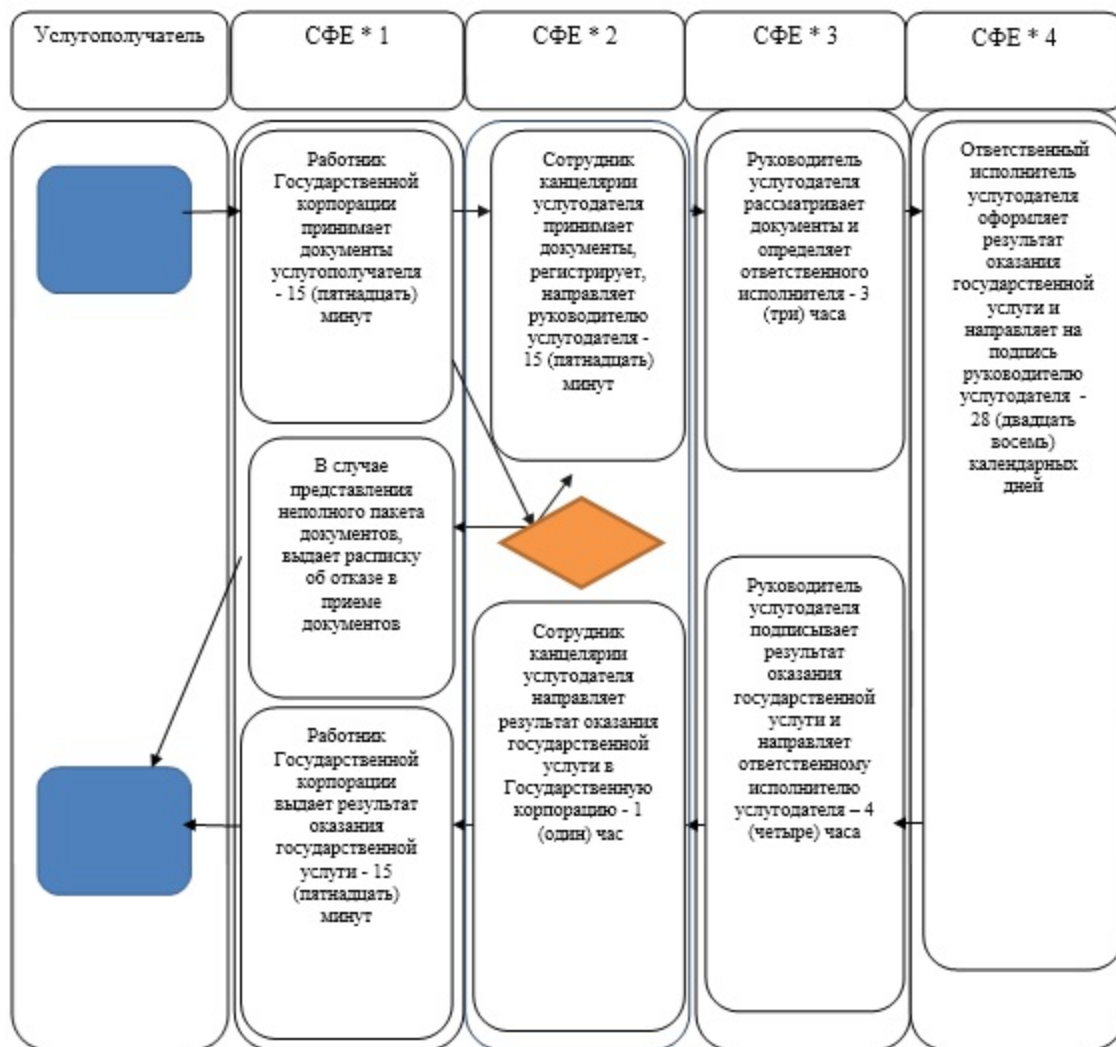 Услугополучатель
СФЕ * 1
СФЕ * 2
СФЕ * 3
СФЕ * 4
Работник
Государственной
корпорации
принимает
документы
услугополучателя
- 15 (пятнадцать)
минут
Сотрудник
канцелярии
услугодателя
принимает
документы,
регистрирует,
направляет
руководителю
услугодателя -
15 (пятнадцать)
минут
Руководитель
услугодателя
рассматривает
документы и
определяет
ответственного
исполнителя - 3
(три) часа
Ответственный
исполнитель
услугодателя
оформляет
результат
оказания
государственной
услуги и
направляет на
подпись
руководителю
услугодателя -
28 (двадцать
восемь)
календарных
дней
В случае
представления
неполного пакета
документов,
выдает расписку
об отказе в
приеме
документов
Работник
Государственной
корпорации
выдает результат
оказания
государственной
услуги - 15
(пятнадцать)
минут
Сотрудник
канцелярии
услугодателя
направляет
результат оказания
государственной
услуги в
Государственную
корпорацию - 1
(один) час
Руководитель
услугодателя
подписывает
результат
оказания
государственной
услуги и
направляет
ответственному
исполнителю
услугодателя – 4
(четыре) часа